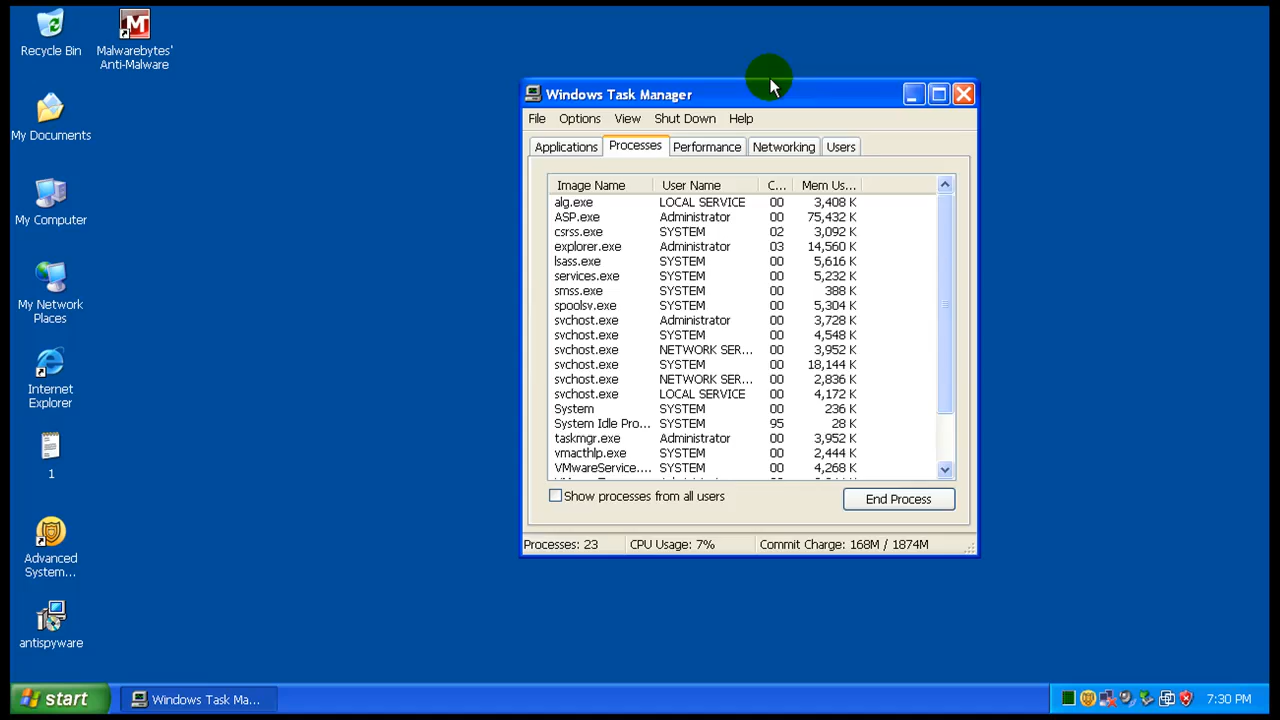 Recycle Bin
Malwarebytes'
Anti-Malware
My Documents
My Computer
My Network
Places
Internet
Explorer
1
Advanced
System...
antispyware
Windows Task Manager
File Options View Shut Down Help
Applications Processes Performance Networking Users
Image Name User Name C... Mem Us...
alg.exe LOCAL SERVICE 00 3,408 K
ASP.exe Administrator 00 75,432 K
csrss.exe SYSTEM 02 3,092 K
explorer.exe Administrator 03 14,560 K
lsass.exe SYSTEM 00 5,616 K
services.exe SYSTEM 00 5,232 K
smss.exe SYSTEM 00 388 K
spoolsv.exe SYSTEM 00 5,304 K
svchost.exe Administrator 00 3,728 K
svchost.exe SYSTEM 00 4,548 K
svchost.exe NETWORK SER... 00 3,952 K
svchost.exe SYSTEM 00 18,144 K
svchost.exe NETWORK SER... 00 2,836 K
svchost.exe LOCAL SERVICE 00 4,172 K
System SYSTEM 00 236 K
System Idle Pro... SYSTEM 95 28 K
taskmgr.exe Administrator 00 3,952 K
vmacthlp.exe SYSTEM 00 2,444 K
VMwareService.... SYSTEM 00 4,268 K
Show processes from all users
End Process
Processes: 23 CPU Usage: 7% Commit Charge: 168M / 1874M
start
Windows Task Ma...
7:30 PM